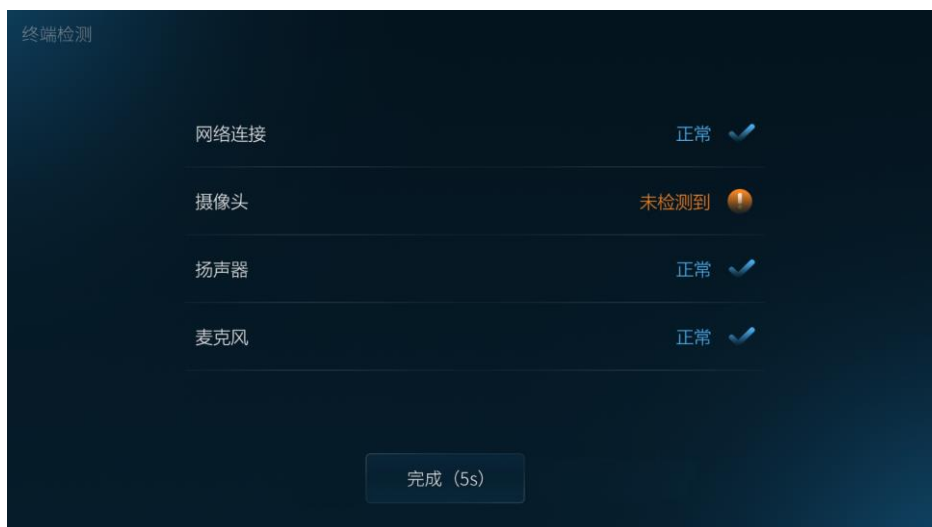 终端检测
网络连接 正常
摄像头 未检测到
扬声器 正常
麦克风 正常
完成（5s）